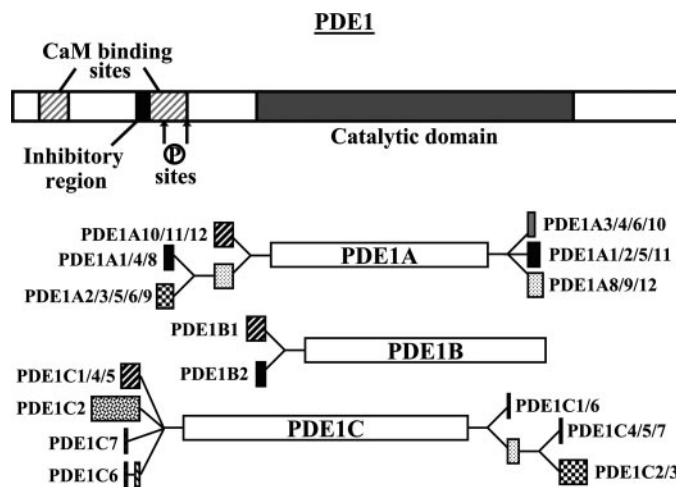 PDE1
CaM binding
sites
Catalytic domain
Inhibitory
region
P
sites
PDE1A10/11/12
PDE1A1/4/8
PDE1A2/3/5/6/9
PDE1A
PDE1A3/4/6/10
PDE1A1/2/5/11
PDE1A8/9/12
PDE1B1
PDE1B2
PDE1B
PDE1C1/4/5
PDE1C2
PDE1C7
PDE1C6
PDE1C
PDE1C1/6
PDE1C4/5/7
PDE1C2/3